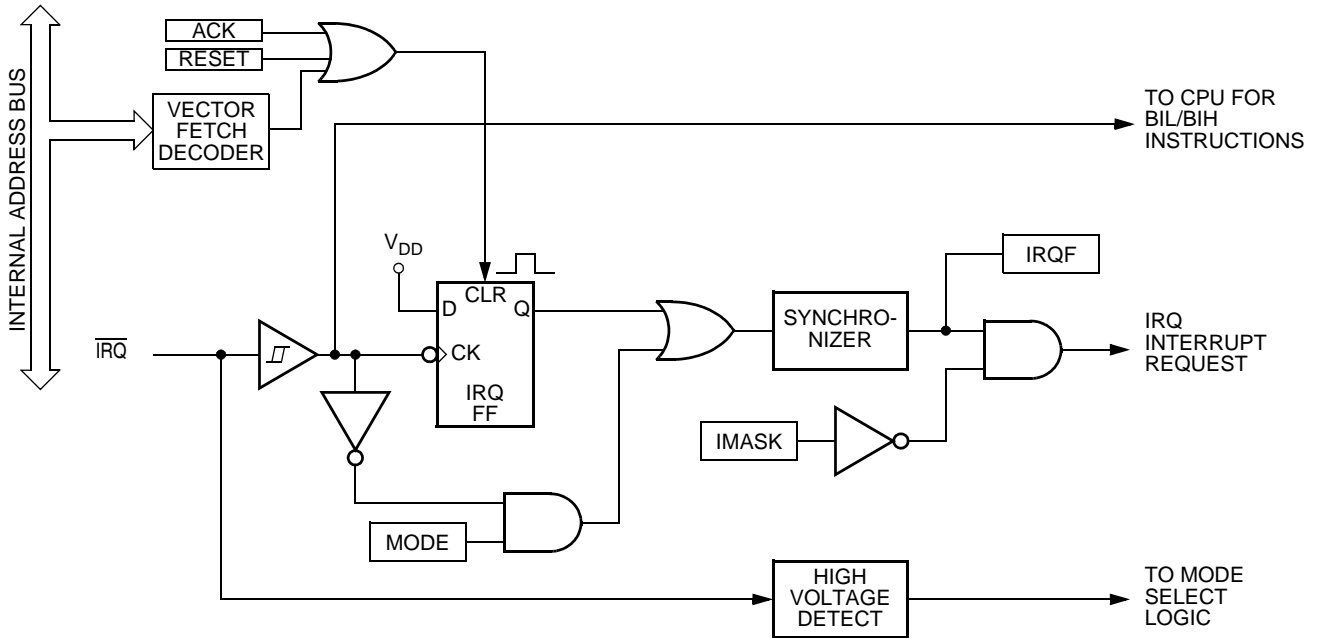 INTERNAL ADDRESS BUS
ACK
RESET
VECTOR
FETCH
DECODER
TO CPU FOR
BIL/BIH
INSTRUCTIONS
VDD
CLR
D
Q
CK
IRQ
FF
IRQ
SYNCHRO-
NIZER
IRQF
IRQ
INTERRUPT
REQUEST
IMASK
MODE
HIGH
VOLTAGE
DETECT
TO MODE
SELECT
LOGIC